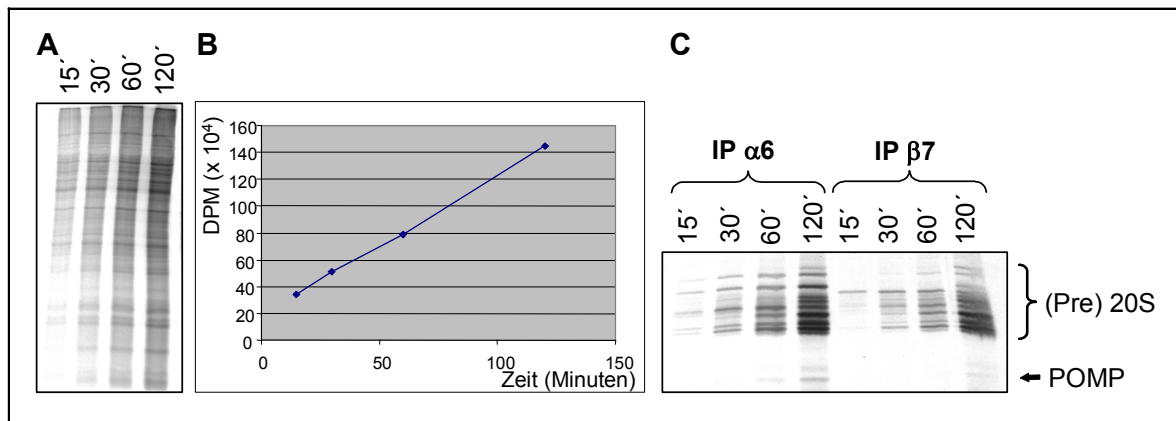 A
15´ 30´ 60´ 120´
B
DPM (x 10⁴)
160
140
120
100
80
60
40
20
0
0 50 100 150
Zeit (Minuten)
C
IP α6 IP β7
15´ 30´ 60´ 120´ 15´ 30´ 60´ 120´
(Pre) 20S
POMP